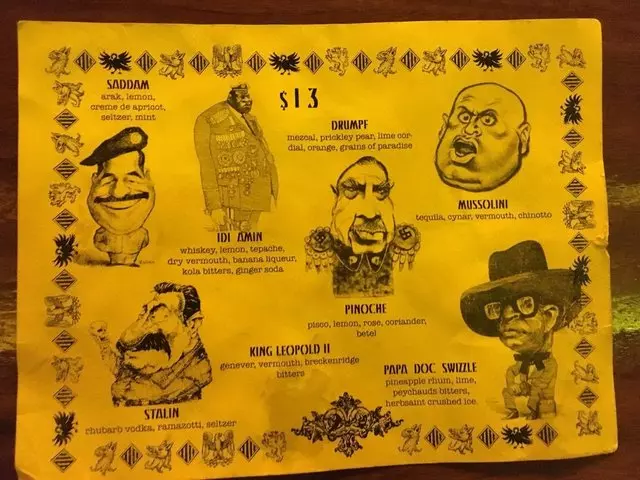 SADDAM
arak, lemon,
creme de apricot,
seltzer, mint
$13
DRUMPF
mezcal, prickley pear, lime cor-
dial, orange, grains of paradise
MUSSOLINI
tequila, cynar, vermouth, chinotto
IDI AMIN
whiskey, lemon, tepache,
dry vermouth, banana liqueur,
kola bitters, ginger soda
PINOCHE
pisco, lemon, rose, coriander,
betel
KING LEOPOLD II
genever, vermouth, breckenridge
bitters
PAPA DOC SWIZZLE
pineapple rhum, lime,
peychauds bitters,
herbsaint crushed ice.
STALIN
rhubarb vodka, ramazotti, seltzer